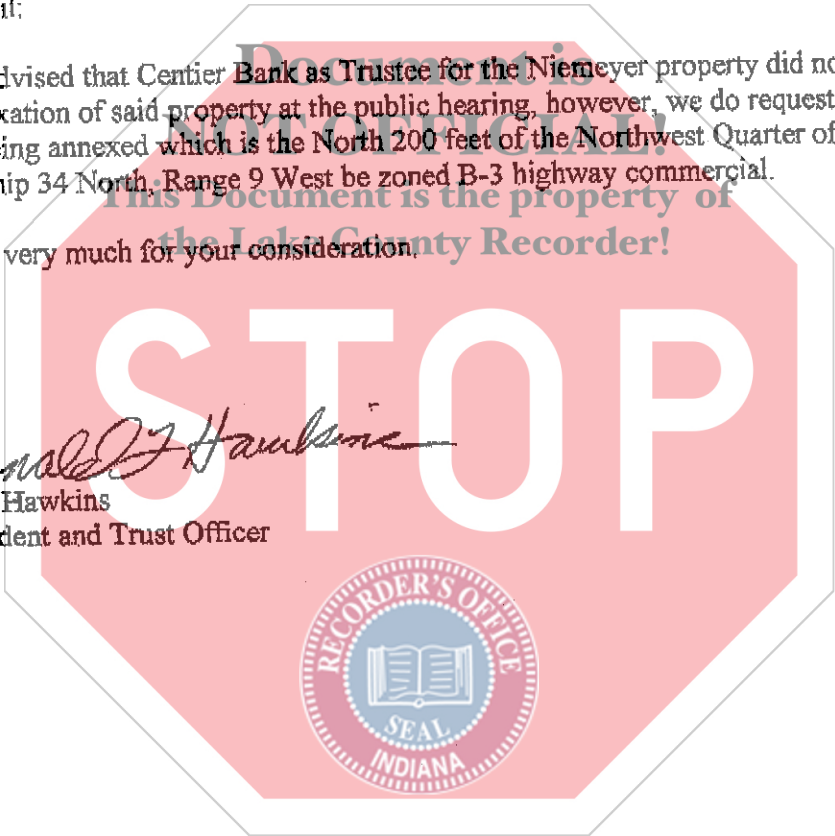 dvised that Centier Bank as Trustee for the Niemeyer property did no
xation of said property at the public hearing, however, we do request
ing annexed which is the North 200 feet of the Northwest Quarter of
ip 34 North, Range 9 West be zoned B-3 highway commercial.
very much for your consideration.
Document is
NOT OFFICIAL!
This Document is the property of
the Lake County Recorder!
STOP
Hawkins
dent and Trust Officer
RECORDER'S OFFICE
SEAL
INDIANA